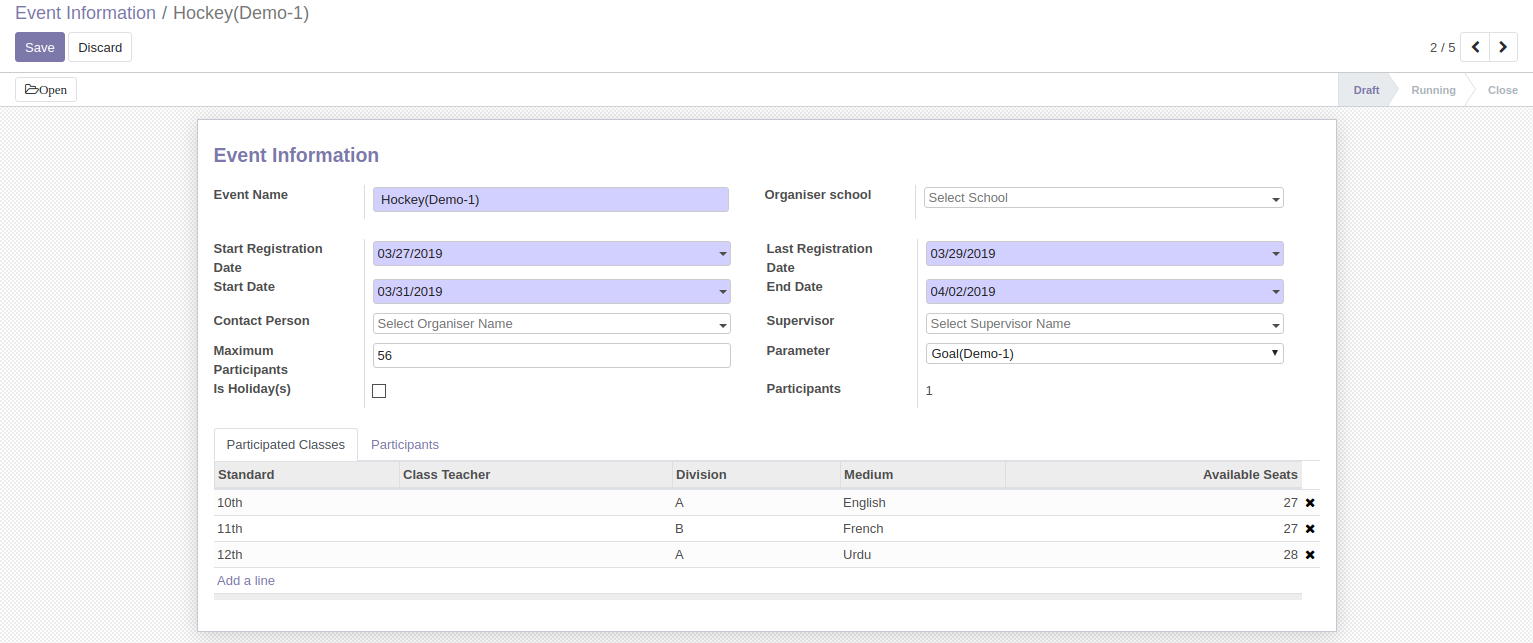 Event Information / Hockey(Demo-1)
Save Discard 2 / 5
Open Draft Running Close
Event Information
Event Name Hockey(Demo-1) Organiser school Select School
Start Registration Date 03/27/2019 Last Registration Date 03/29/2019
Start Date 03/31/2019 End Date 04/02/2019
Contact Person Select Organiser Name Supervisor Select Supervisor Name
Maximum Participants 56 Parameter Goal(Demo-1)
Is Holiday(s) Participants 1
Participated Classes Participants
Standard Class Teacher Division Medium Available Seats
10th A English 27
11th B French 27
12th A Urdu 28
Add a line